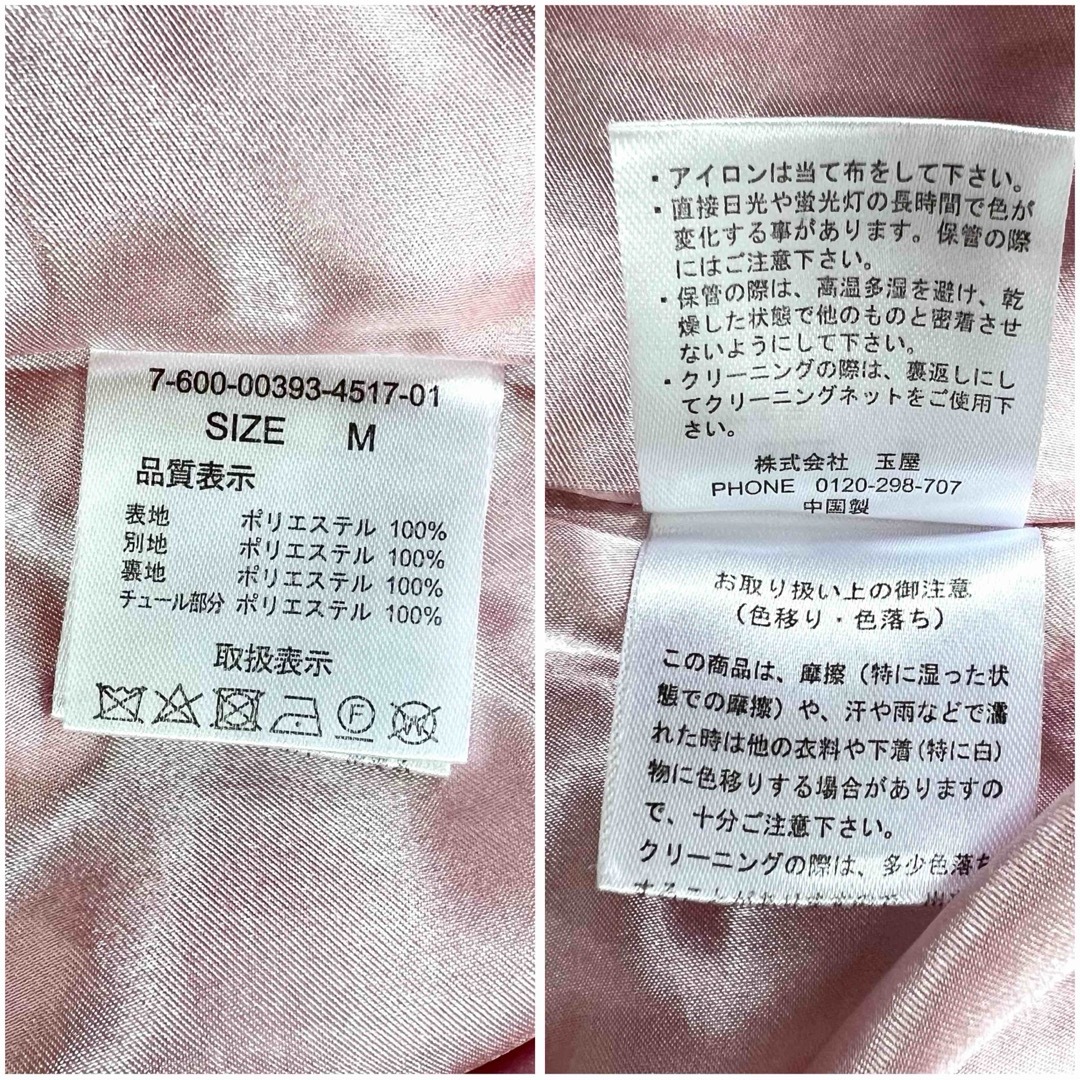 7-600-00393-4517-01
SIZE M
品質表示
表地 ポリエステル 100%
別地 ポリエステル 100%
裏地 ポリエステル 100%
チュール部分 ポリエステル 100%
取扱表示
F
W
・アイロンは当て布をして下さい。
・直接日光や蛍光灯の長時間で色が
変化する事があります。保管の際
にはご注意下さい。
・保管の際は、高温多湿を避け、乾
燥した状態で他のものと密着させ
ないようにして下さい。
・クリーニングの際は、裏返しにし
てクリーニングネットをご使用下
さい。
株式会社 玉屋
PHONE 0120-298-707
中国製
お取り扱い上の御注意
(色移り・色落ち)
この商品は、摩擦(特に湿った状
態での摩擦)や、汗や雨などで濡
れた時は他の衣料や下着(特に白)
物に色移りする場合がありますの
で、十分ご注意下さい。
クリーニングの際は、多少色落ち
することがありますので